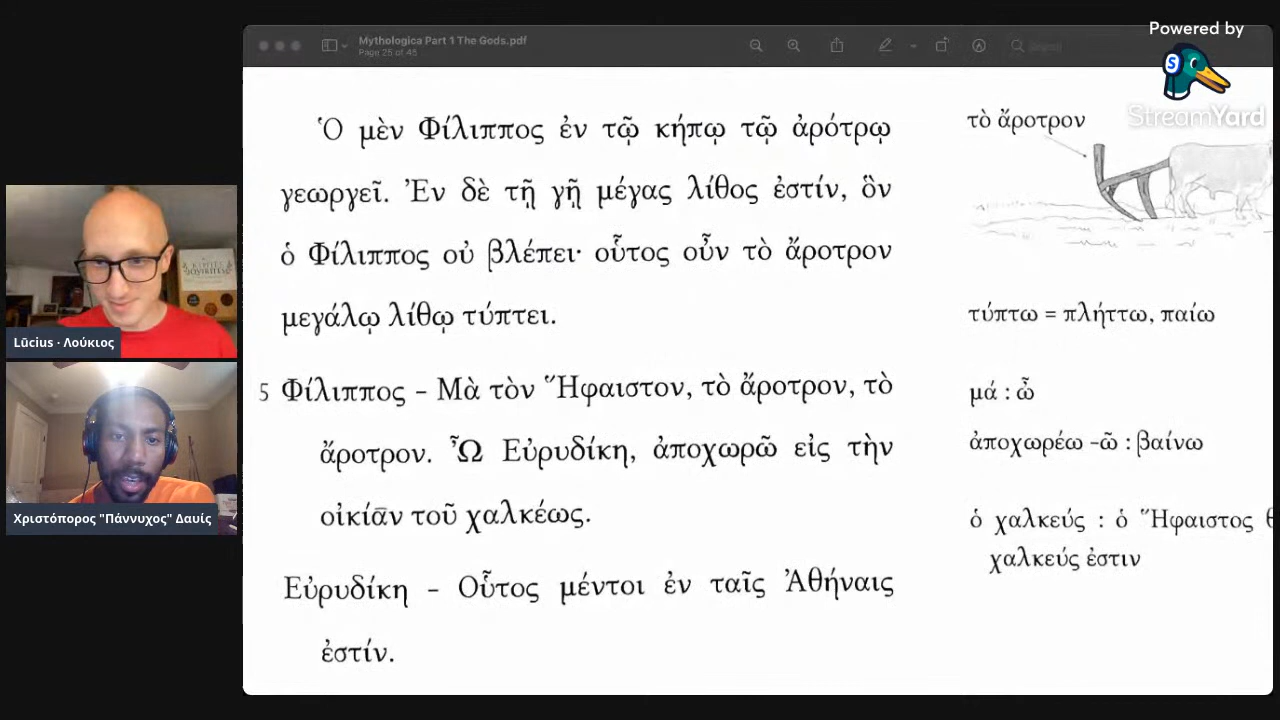 Mythologica Part 1 The Gods.pdf
Page 25 of 45
Search
Powered by
StreamYard
Ὁ μὲν Φίλιππος ἐν τῷ κήπῳ τῷ ἀρότρῳ
γεωργεῖ. Ἐν δὲ τῇ γῇ μέγας λίθος ἐστίν, ὃν
ὁ Φίλιππος οὐ βλέπει· οὗτος οὖν τὸ ἄροτρον
μεγάλῳ λίθῳ τύπτει.
5 Φίλιππος – Μὰ τὸν Ἥφαιστον, τὸ ἄροτρον, τὸ
ἄροτρον. Ὦ Εὐρυδίκη, ἀποχωρῶ εἰς τὴν
οἰκίᾱν τοῦ χαλκέως.
Εὐρυδίκη – Οὗτος μέντοι ἐν ταῖς Ἀθήναις
ἐστίν.
τὸ ἄροτρον
τύπτω = πλήττω, παίω
μά : ὦ
ἀποχωρέω -ῶ : βαίνω
ὁ χαλκεύς : ὁ Ἥφαιστος
χαλκεύς ἐστιν
Lūcius · Λούκιος
Χριστόπορος "Πάννυχος" Δαυίς